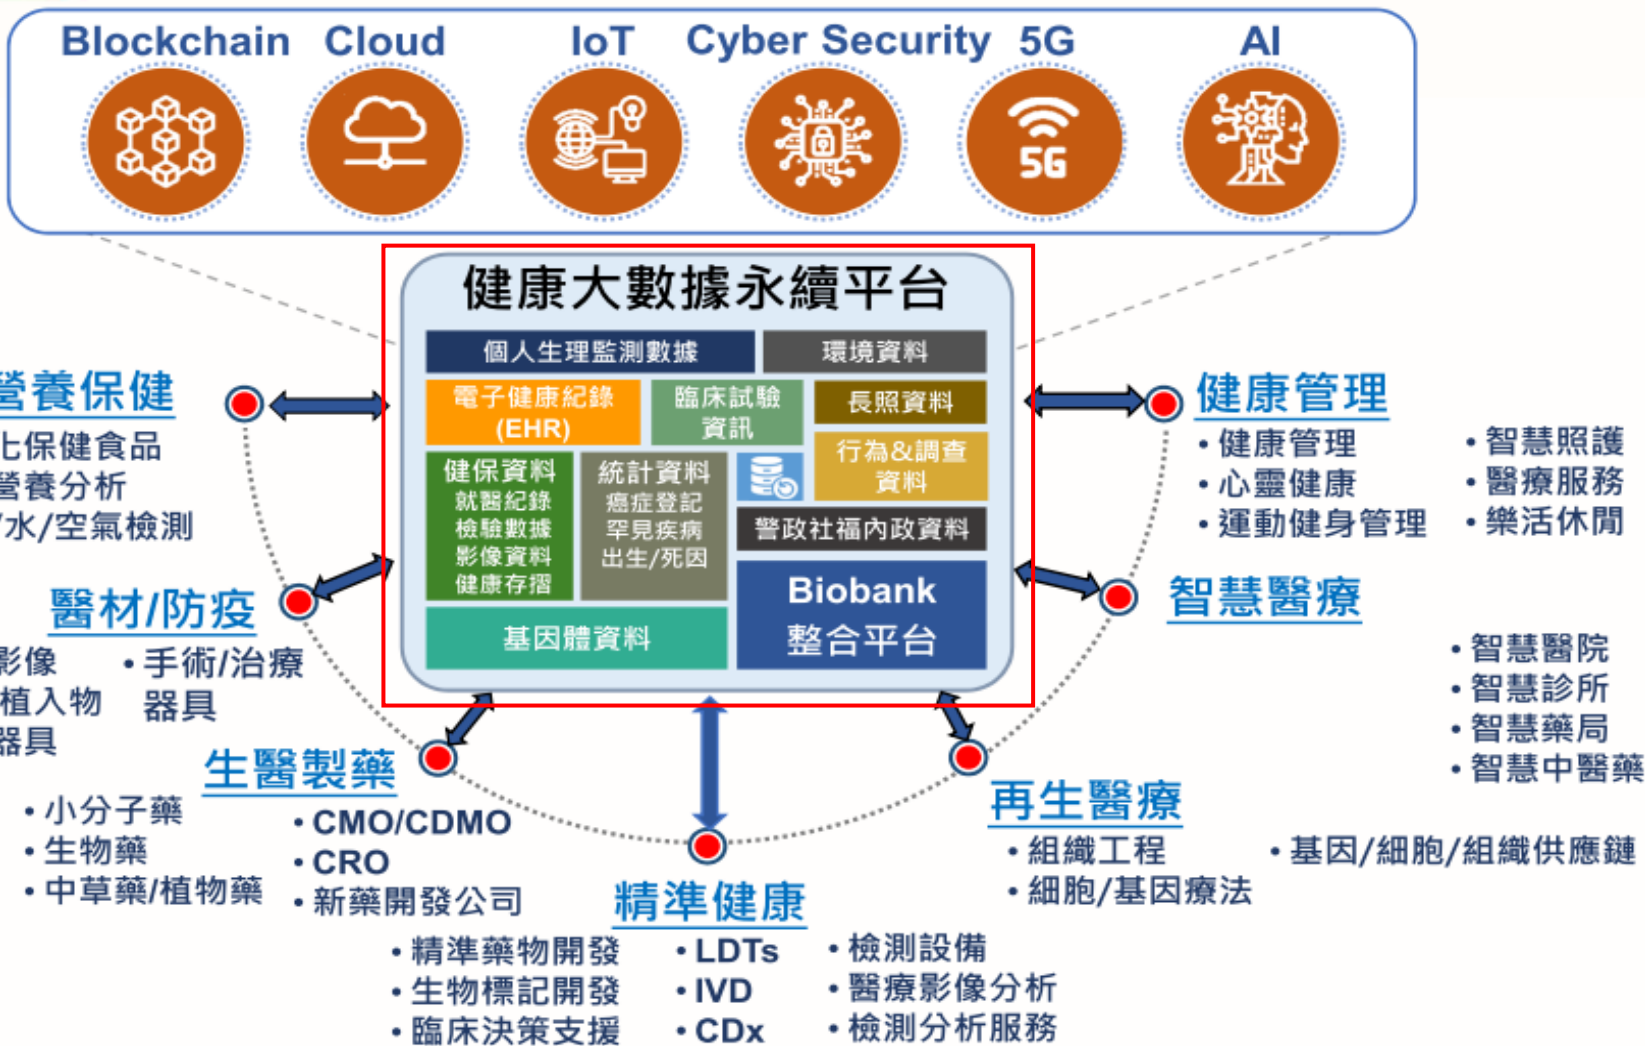 Blockchain
Cloud
IoT
Cyber Security
5G
AI
5G
健康大數據永續平台
個人生理監測數據
環境資料
電子健康紀錄
(EHR)
臨床試驗
資訊
長照資料
行為&調查
資料
健保資料
就醫紀錄
檢驗數據
影像資料
健康存摺
統計資料
癌症登記
罕見疾病
出生/死因
警政社福內政資料
基因體資料
Biobank
整合平台
營養保健
化保健食品
營養分析
/水/空氣檢測
醫材/防疫
影像
植入物
器具
• 手術/治療
器具
生醫製藥
• 小分子藥
• 生物藥
• 中草藥/植物藥
• CMO/CDMO
• CRO
• 新藥開發公司
精準健康
• 精準藥物開發
• 生物標記開發
• 臨床決策支援
• LDTs
• IVD
• CDx
• 檢測設備
• 醫療影像分析
• 檢測分析服務
再生醫療
• 組織工程
• 細胞/基因療法
• 基因/細胞/組織供應鏈
智慧醫療
• 智慧醫院
• 智慧診所
• 智慧藥局
• 智慧中醫藥
健康管理
• 健康管理
• 心靈健康
• 運動健身管理
• 智慧照護
• 醫療服務
• 樂活休閒